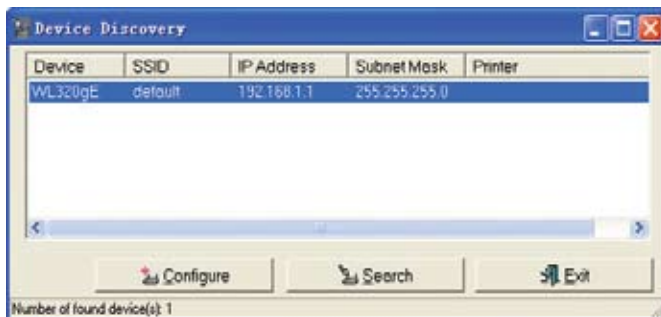 Device Discovery
Device SSID IP Address Subnet Mask Printer
WL320gE default 192.168.1.1 255.255.255.0
Configure Search Exit
Number of found device(s): 1